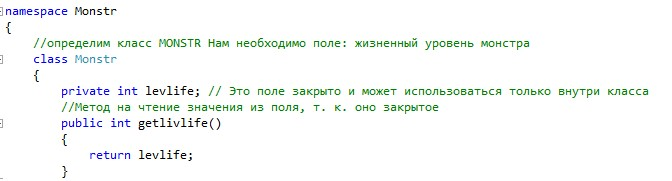 namespace Monstr
{
//определим класс MONSTR Нам необходимо поле: жизненный уровень монстра
class Monstr
{
private int levlife; // Это поле закрыто и может использоваться только внутри класса
//Метод на чтение значения из поля, т. к. оно закрытое
public int getlivlife()
{
return levlife;
}